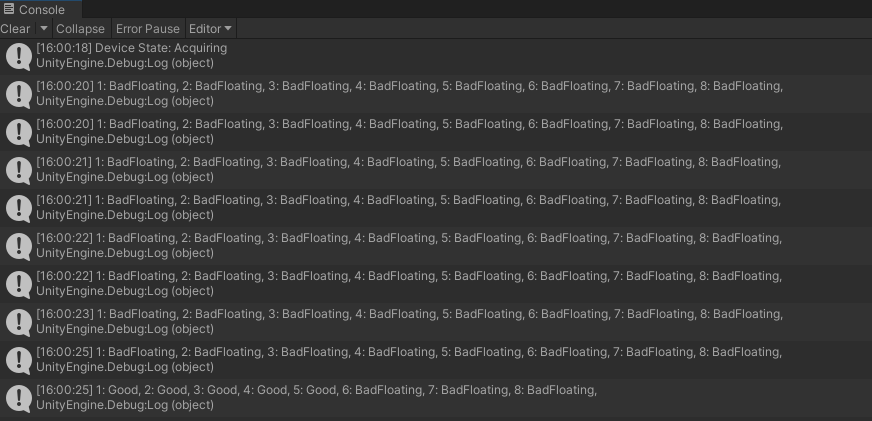 Console
Clear Collapse Error Pause Editor
[16:00:18] Device State: Acquiring
UnityEngine.Debug:Log (object)
[16:00:20] 1: BadFloating, 2: BadFloating, 3: BadFloating, 4: BadFloating, 5: BadFloating, 6: BadFloating, 7: BadFloating, 8: BadFloating,
UnityEngine.Debug:Log (object)
[16:00:20] 1: BadFloating, 2: BadFloating, 3: BadFloating, 4: BadFloating, 5: BadFloating, 6: BadFloating, 7: BadFloating, 8: BadFloating,
UnityEngine.Debug:Log (object)
[16:00:21] 1: BadFloating, 2: BadFloating, 3: BadFloating, 4: BadFloating, 5: BadFloating, 6: BadFloating, 7: BadFloating, 8: BadFloating,
UnityEngine.Debug:Log (object)
[16:00:21] 1: BadFloating, 2: BadFloating, 3: BadFloating, 4: BadFloating, 5: BadFloating, 6: BadFloating, 7: BadFloating, 8: BadFloating,
UnityEngine.Debug:Log (object)
[16:00:22] 1: BadFloating, 2: BadFloating, 3: BadFloating, 4: BadFloating, 5: BadFloating, 6: BadFloating, 7: BadFloating, 8: BadFloating,
UnityEngine.Debug:Log (object)
[16:00:22] 1: BadFloating, 2: BadFloating, 3: BadFloating, 4: BadFloating, 5: BadFloating, 6: BadFloating, 7: BadFloating, 8: BadFloating,
UnityEngine.Debug:Log (object)
[16:00:23] 1: BadFloating, 2: BadFloating, 3: BadFloating, 4: BadFloating, 5: BadFloating, 6: BadFloating, 7: BadFloating, 8: BadFloating,
UnityEngine.Debug:Log (object)
[16:00:25] 1: BadFloating, 2: BadFloating, 3: BadFloating, 4: BadFloating, 5: BadFloating, 6: BadFloating, 7: BadFloating, 8: BadFloating,
UnityEngine.Debug:Log (object)
[16:00:25] 1: Good, 2: Good, 3: Good, 4: Good, 5: Good, 6: BadFloating, 7: BadFloating, 8: BadFloating,
UnityEngine.Debug:Log (object)